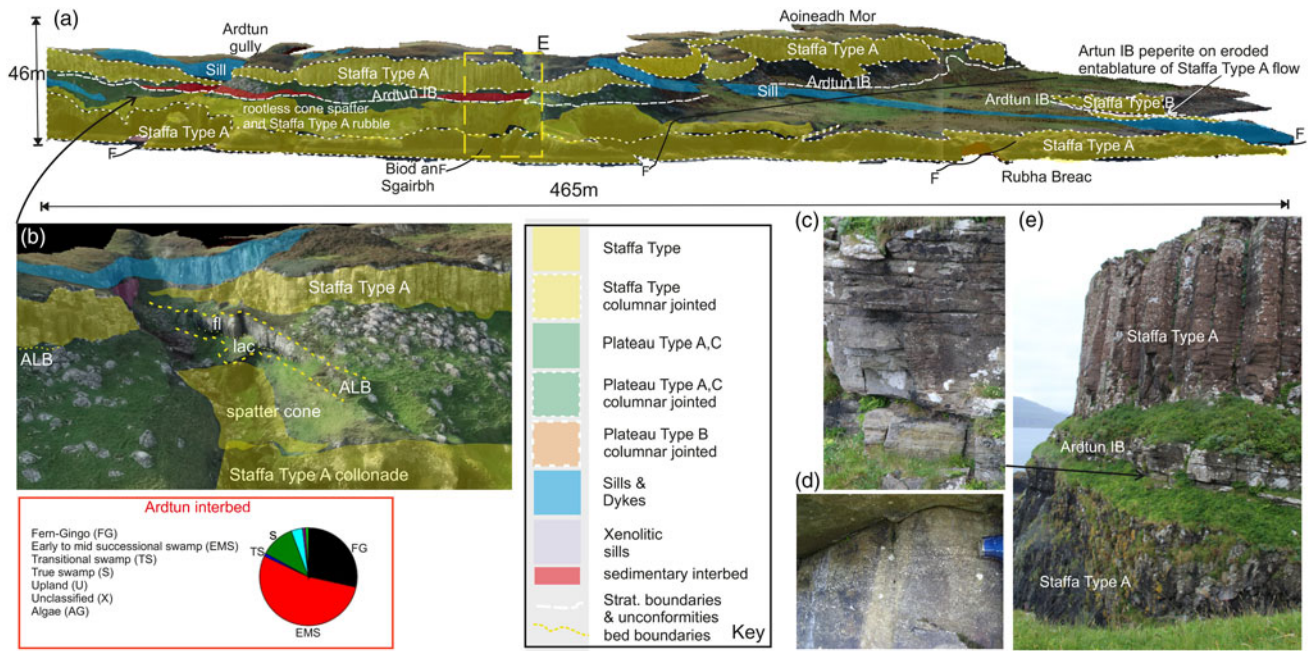 (a)
Aoineadh Mor
Ardtun
gully
E
Staffa Type A
Artun IB peperite on eroded
entablature of Staffa Type A flow
46m
Sill
Staffa Type A
Ardtun IB
Ardtun IB
Sill
Ardtun IB
Staffa Type B
rootless cone spatter
and Staffa Type A rubble
Staffa Type A
Staffa Type A
F
F
Biod an
Sgairbh
F
F
F
Rubha Breac
465m
(b)
Staffa Type A
fl
lac
ALB
ALB
spatter cone
Staffa Type A collonade
Staffa Type
Staffa Type
columnar jointed
Plateau Type A,C
Plateau Type A,C
columnar jointed
Plateau Type B
columnar jointed
Sills &
Dykes
Xenolitic
sills
sedimentary interbed
Strat. boundaries
& unconformities
bed boundaries
Key
(c)
(d)
(e)
Staffa Type A
Ardtun IB
Staffa Type A
Ardtun interbed
Fern-Gingo (FG)
Early to mid successional swamp (EMS)
Transitional swamp (TS)
True swamp (S)
Upland (U)
Unclassified (X)
Algae (AG)
S
TS
FG
EMS